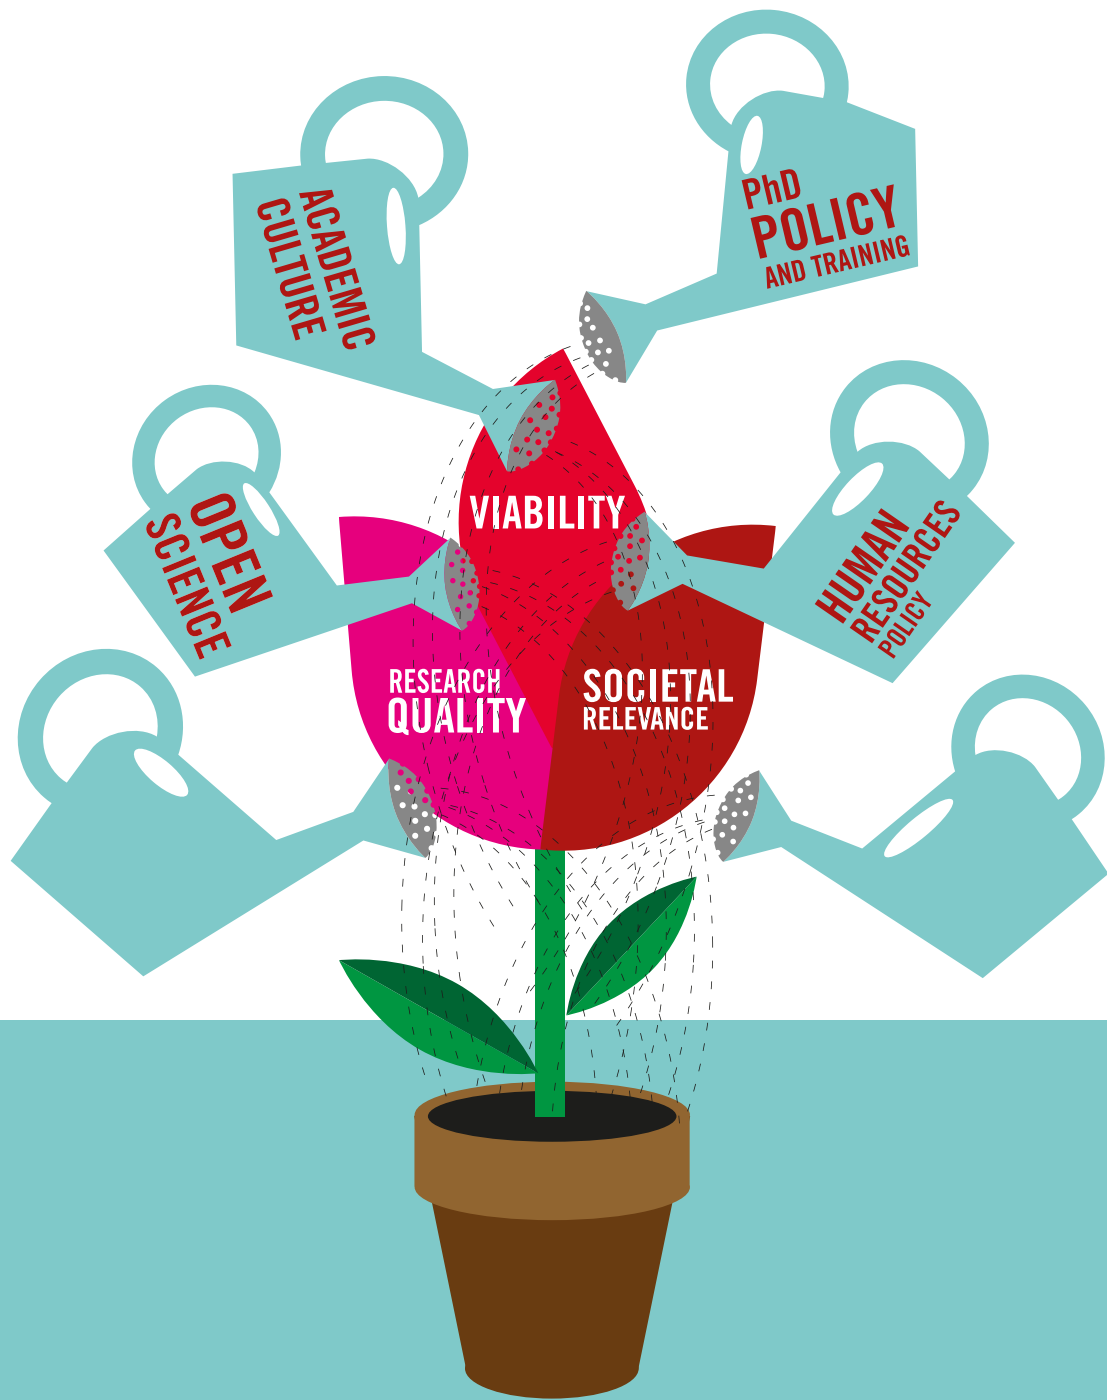 ACADEMIC
CULTURE
PhD
POLICY
AND TRAINING
OPEN
SCIENCE
HUMAN
RESOURCES
POLICY
VIABILITY
RESEARCH
QUALITY
SOCIETAL
RELEVANCE